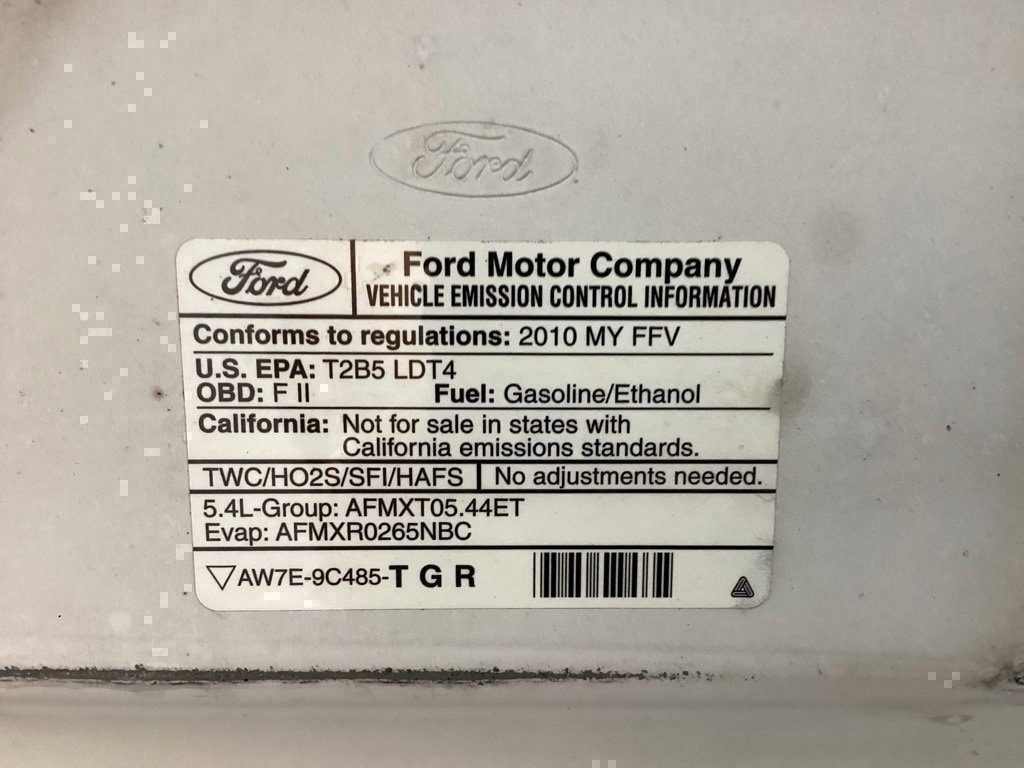 Ford
Ford
Ford Motor Company
VEHICLE EMISSION CONTROL INFORMATION
Conforms to regulations: 2010 MY FFV
U.S. EPA: T2B5 LDT4
OBD: F II Fuel: Gasoline/Ethanol
California: Not for sale in states with
California emissions standards.
TWC/HO2S/SFI/HAFS No adjustments needed.
5.4L-Group: AFMXT05.44ET
Evap: AFMXR0265NBC
AW7E-9C485-TGR